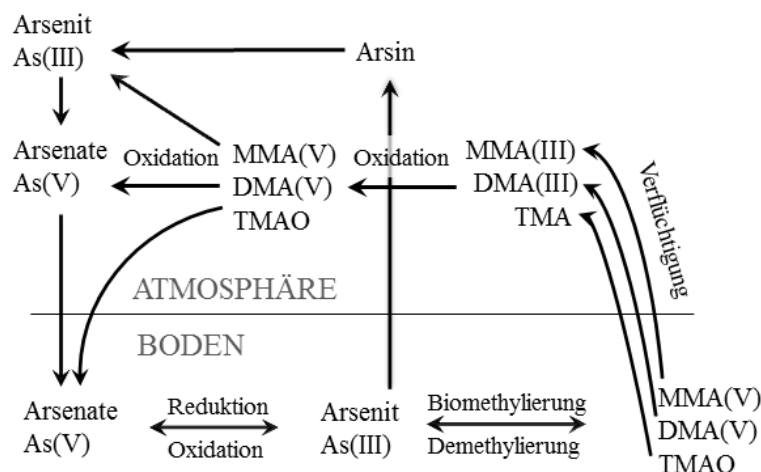 Arsenit
As(III)
Arsin
Arsenate
As(V)
Oxidation
MMA(V)
DMA(V)
TMAO
Oxidation
MMA(III)
DMA(III)
TMA
Verflüchtigung
ATMOSPHÄRE
BODEN
Arsenate
As(V)
Reduktion
Oxidation
Arsenit
As(III)
Biomethylierung
Demethylierung
MMA(V)
DMA(V)
TMAO